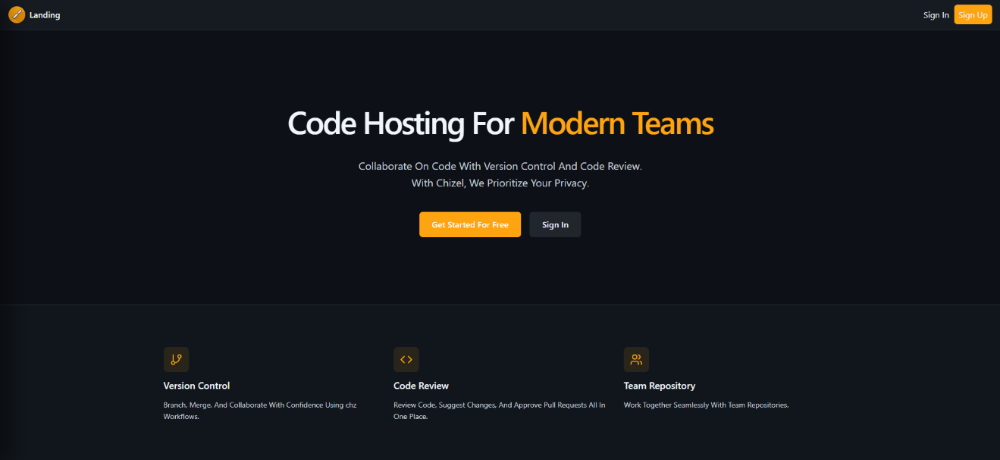 Landing
Sign In
Sign Up
Code Hosting For Modern Teams
Collaborate On Code With Version Control And Code Review.
With Chizel, We Prioritize Your Privacy.
Get Started For Free
Sign In
Version Control
Branch, Merge, And Collaborate With Confidence Using chz
Workflows.
Code Review
Review Code, Suggest Changes, And Approve Pull Requests All In
One Place.
Team Repository
Work Together Seamlessly With Team Repositories.